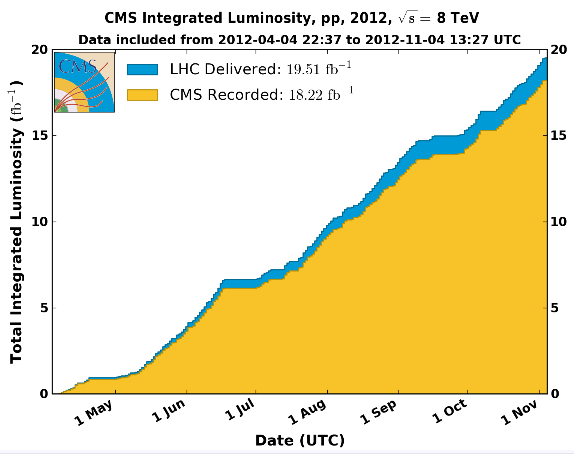 CMS Integrated Luminosity, pp, 2012, √s = 8 TeV
Data included from 2012-04-04 22:37 to 2012-11-04 13:27 UTC
CMS
LHC Delivered: 19.51 fb⁻¹
CMS Recorded: 18.22 fb⁻¹
Total Integrated Luminosity (fb⁻¹)
20
15
10
5
0
20
15
10
5
0
1 May
1 Jun
1 Jul
1 Aug
1 Sep
1 Oct
1 Nov
Date (UTC)